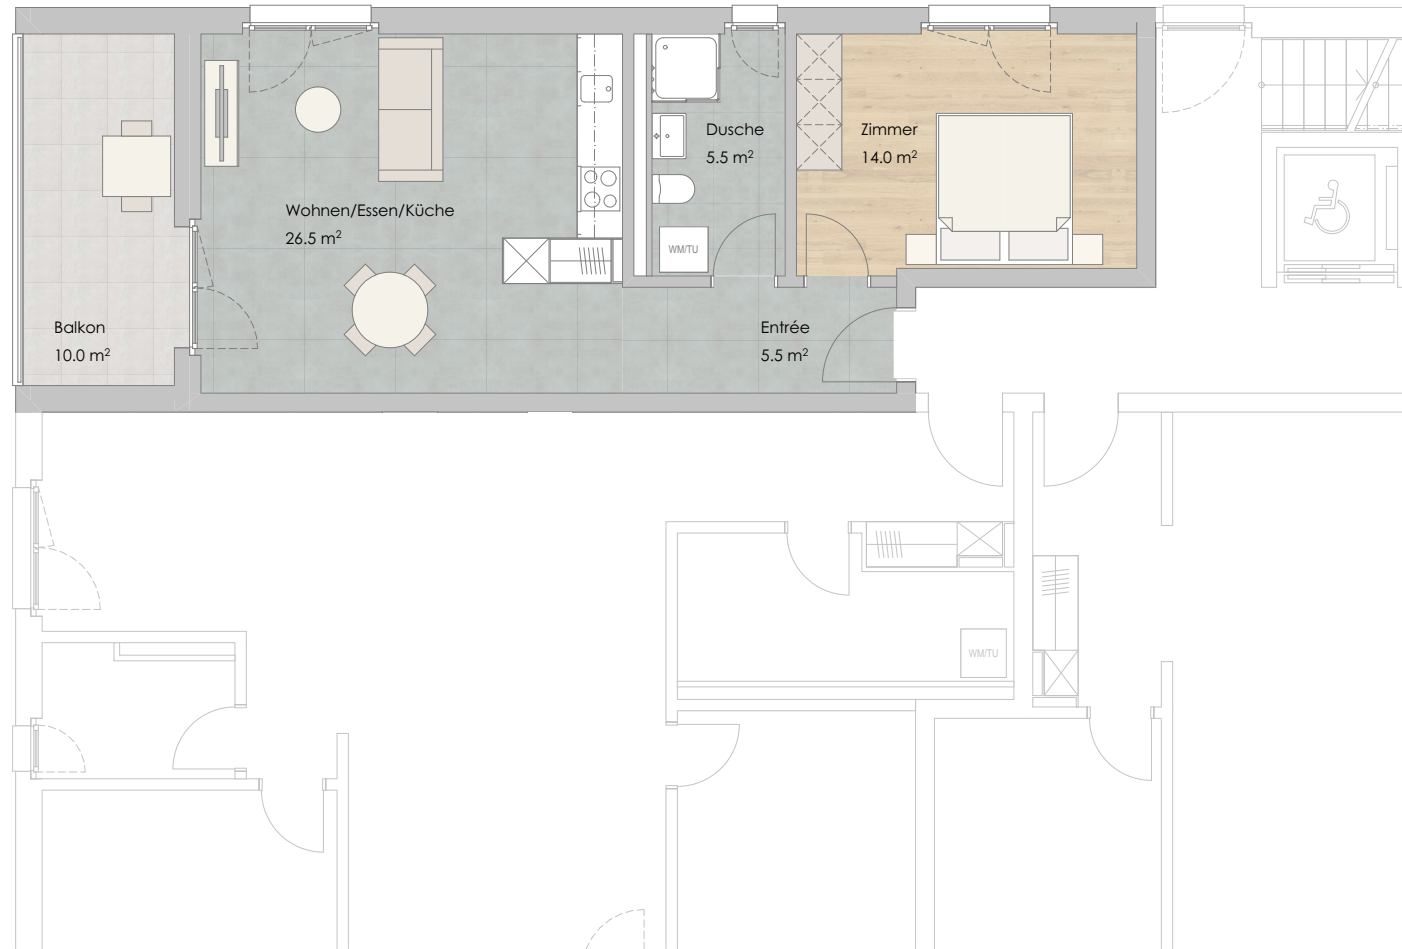 Dusche
5.5 m²
Zimmer
14.0 m²
Wohnen/Essen/Küche
26.5 m²
WM/TU
Balkon
10.0 m²
Entrée
5.5 m²
WM/TU